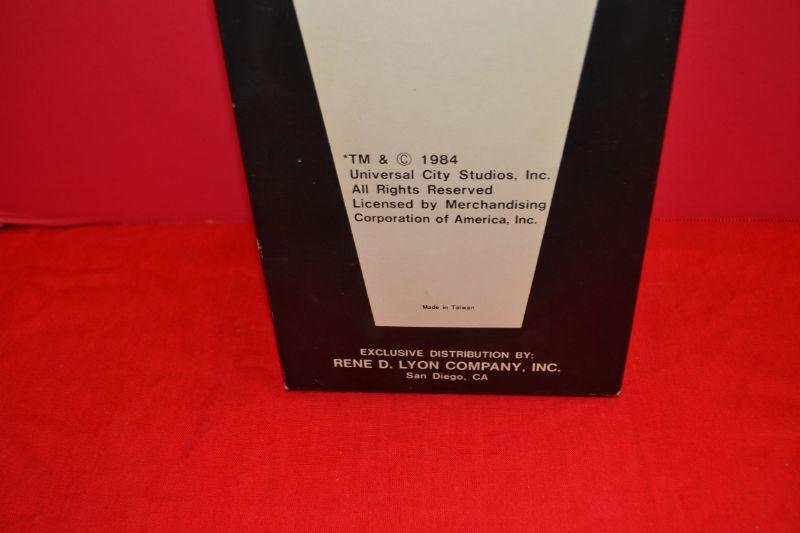 *TM & © 1984
Universal City Studios, Inc.
All Rights Reserved
Licensed by Merchandising
Corporation of America, Inc.
Made in Taiwan
EXCLUSIVE DISTRIBUTION BY:
RENE D. LYON COMPANY, INC.
San Diego, CA